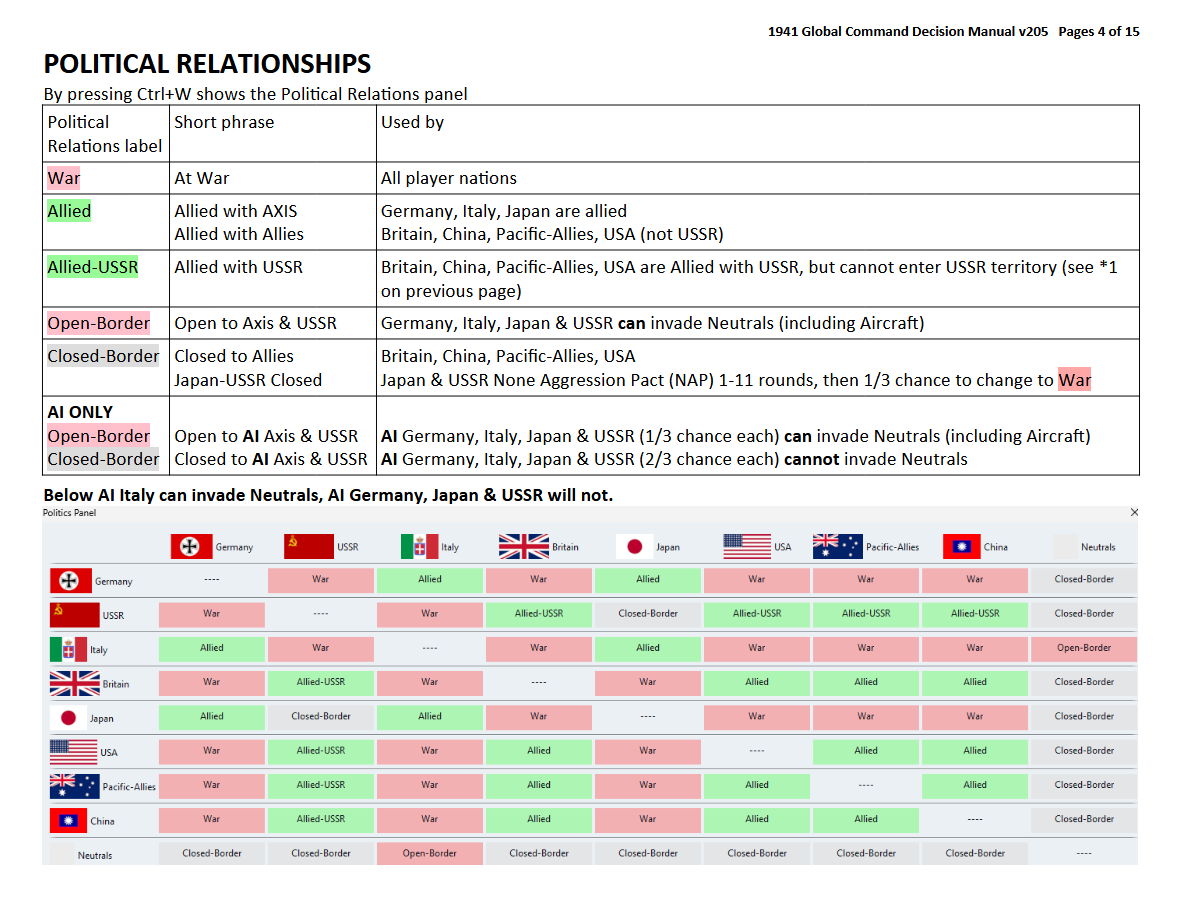 1941 Global Command Decision Manual v205 Pages 4 of 15
POLITICAL RELATIONSHIPS
By pressing Ctrl+W shows the Political Relations panel
Political Relations label Short phrase Used by
War At War All player nations
Allied Allied with AXIS Germany, Italy, Japan are allied
Allied with Allies Britain, China, Pacific-Allies, USA (not USSR)
Allied-USSR Allied with USSR Britain, China, Pacific-Allies, USA are Allied with USSR, but cannot enter USSR territory (see *1
on previous page)
Open-Border Open to Axis & USSR Germany, Italy, Japan & USSR can invade Neutrals (including Aircraft)
Closed-Border Closed to Allies Britain, China, Pacific-Allies, USA
Japan-USSR Closed Japan & USSR None Aggression Pact (NAP) 1-11 rounds, then 1/3 chance to change to War
AI ONLY
Open-Border Open to AI Axis & USSR AI Germany, Italy, Japan & USSR (1/3 chance each) can invade Neutrals (including Aircraft)
Closed-Border Closed to AI Axis & USSR AI Germany, Italy, Japan & USSR (2/3 chance each) cannot invade Neutrals
Below AI Italy can invade Neutrals, AI Germany, Japan & USSR will not.
Politics Panel ×
Germany USSR Italy Britain Japan USA Pacific-Allies China Neutrals
Germany ---- War Allied War Allied War War War Closed-Border
USSR War ---- War Allied-USSR Closed-Border Allied-USSR Allied-USSR Allied-USSR Closed-Border
Italy Allied War ---- War Allied War War War Open-Border
Britain War Allied-USSR War ---- War Allied Allied Allied Closed-Border
Japan Allied Closed-Border Allied War ---- War War War Closed-Border
USA War Allied-USSR War Allied War ---- Allied Allied Closed-Border
Pacific-Allies War Allied-USSR War Allied War Allied ---- Allied Closed-Border
China War Allied-USSR War Allied War Allied Allied ---- Closed-Border
Neutrals Closed-Border Closed-Border Open-Border Closed-Border Closed-Border Closed-Border Closed-Border Closed-Border ----